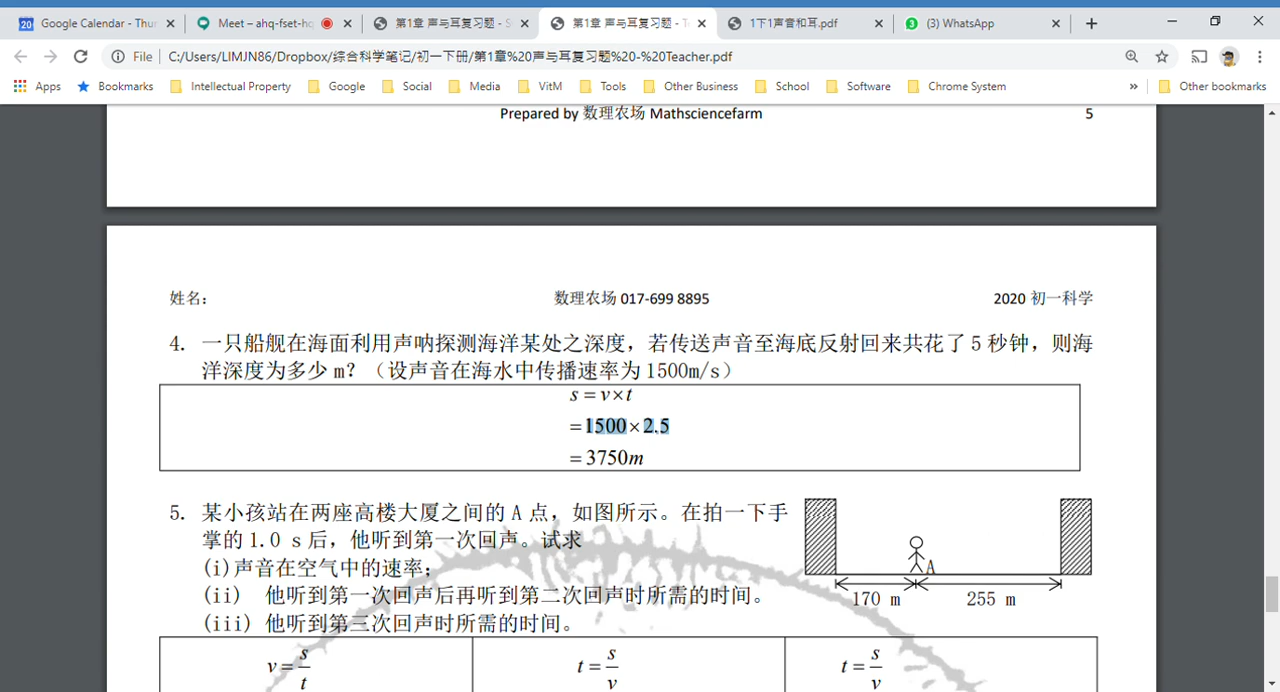 Google Calendar - Thur
Meet – ahq-fset-hq
第1章 声与耳复习题 - S
第1章 声与耳复习题 - T
1下1声音和耳.pdf
(3) WhatsApp
File C:/Users/LIMJN86/Dropbox/综合科学笔记/初一下册/第1章%20声与耳复习题%20-%20Teacher.pdf
Apps Bookmarks Intellectual Property Google Social Media VitM Tools Other Business School Software Chrome System » Other bookmarks
Prepared by 数理农场 Mathsciencefarm 5
姓名: 数理农场 017-699 8895 2020 初一科学
4. 一只船舰在海面利用声呐探测海洋某处之深度，若传送声音至海底反射回来共花了 5 秒钟，则海
洋深度为多少 m？（设声音在海水中传播速率为 1500m/s）
s = v×t
= 1500×2.5
= 3750m
5. 某小孩站在两座高楼大厦之间的 A 点，如图所示。在拍一下手
掌的 1.0 s 后，他听到第一次回声。试求
(i)声音在空气中的速率;
(ii) 他听到第一次回声后再听到第二次回声时所需的时间。
(iii) 他听到第三次回声时所需的时间。
A
170 m 255 m
v = s/t t = s/v t = s/v